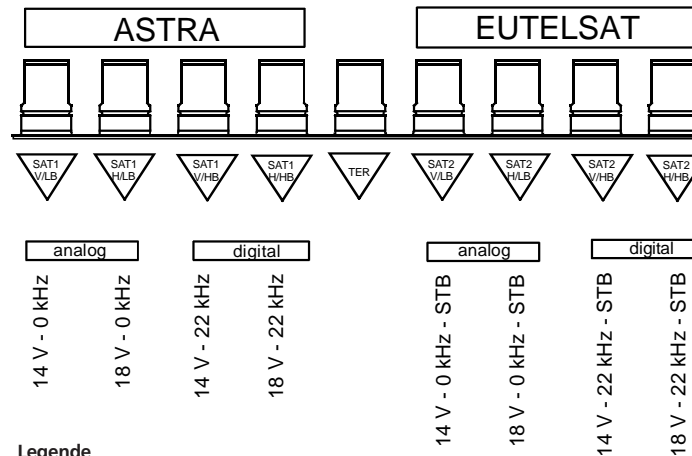 ASTRA EUTELSAT
SAT1 V/LB
SAT1 H/LB
SAT1 V/HB
SAT1 H/HB
TER
SAT2 V/LB
SAT2 H/LB
SAT2 V/HB
SAT2 H/HB
analog digital analog digital
14 V - 0 kHz
18 V - 0 kHz
14 V - 22 kHz
18 V - 22 kHz
14 V - 0 kHz - STB
18 V - 0 kHz - STB
14 V - 22 kHz - STB
18 V - 22 kHz - STB
Legende